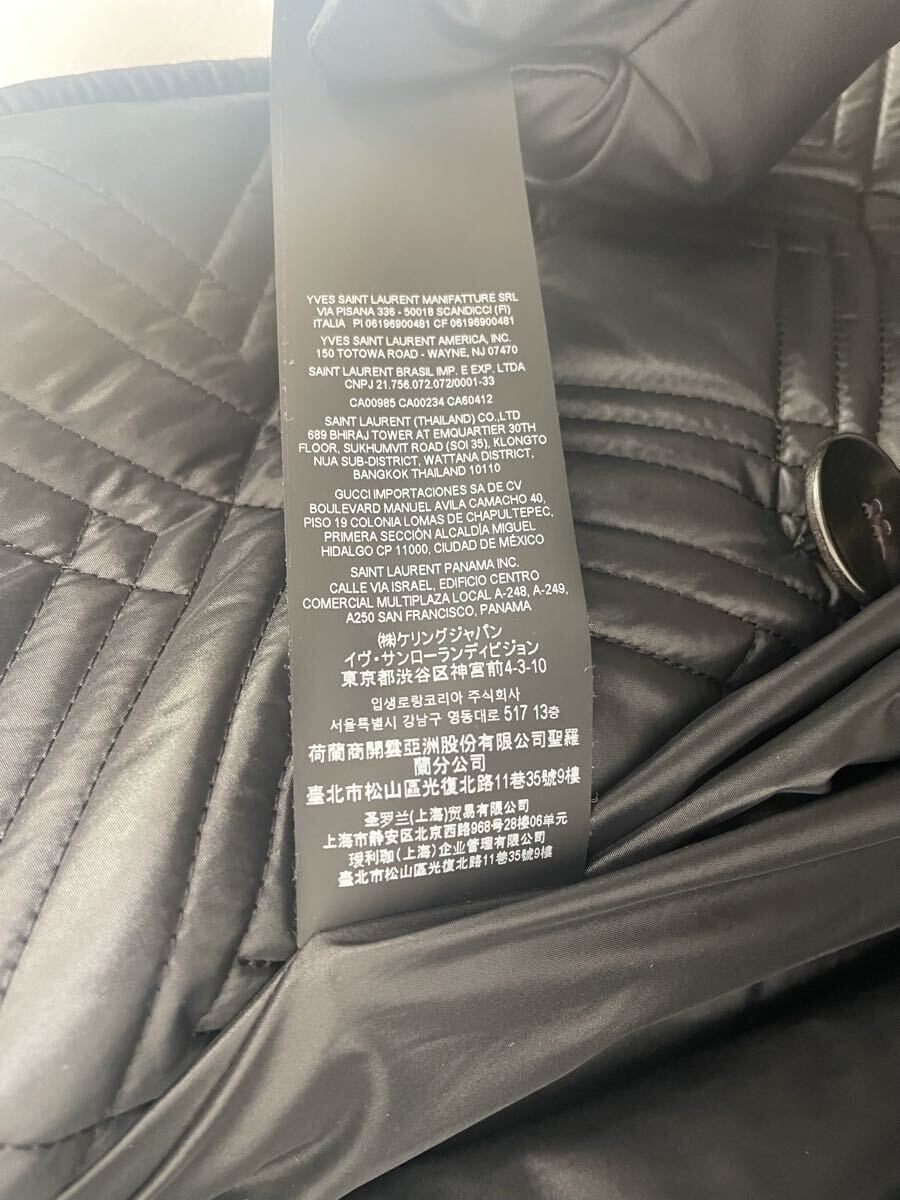 YVES SAINT LAURENT MANIFATTURE SRL
VIA PISANA 336 - 50018 SCANDICCI (FI)
ITALIA PI 06196900481 CF 06196900481
YVES SAINT LAURENT AMERICA, INC.
150 TOTOWA ROAD - WAYNE, NJ 07470
SAINT LAURENT BRASIL IMP. E EXP. LTDA
CNPJ 21.756.072.072/0001-33
CA00985 CA00234 CA60412
SAINT LAURENT (THAILAND) CO.,LTD
689 BHIRAJ TOWER AT EMQUARTIER 30TH
FLOOR, SUKHUMVIT ROAD (SOI 35), KLONGTO
NUA SUB-DISTRICT, WATTANA DISTRICT,
BANGKOK THAILAND 10110
GUCCI IMPORTACIONES SA DE CV
BOULEVARD MANUEL AVILA CAMACHO 40,
PISO 19 COLONIA LOMAS DE CHAPULTEPEC,
PRIMERA SECCIÓN ALCALDÍA MIGUEL
HIDALGO CP 11000, CIUDAD DE MÉXICO
SAINT LAURENT PANAMA INC.
CALLE VIA ISRAEL, EDIFICIO CENTRO
COMERCIAL MULTIPLAZA LOCAL A-248, A-249,
A250 SAN FRANCISCO, PANAMA
㈱ケリングジャパン
イヴ・サンローランディビジョン
東京都渋谷区神宮前4-3-10
입생로랑코리아 주식회사
서울특별시 강남구 영동대로 517 13층
荷蘭商開雲亞洲股份有限公司聖羅
蘭分公司
臺北市松山區光復北路11巷35號9樓
圣罗兰(上海)贸易有限公司
上海市静安区北京西路968号28楼06单元
瑷利珈(上海)企业管理有限公司
臺北市松山區光復北路11巷35號9樓